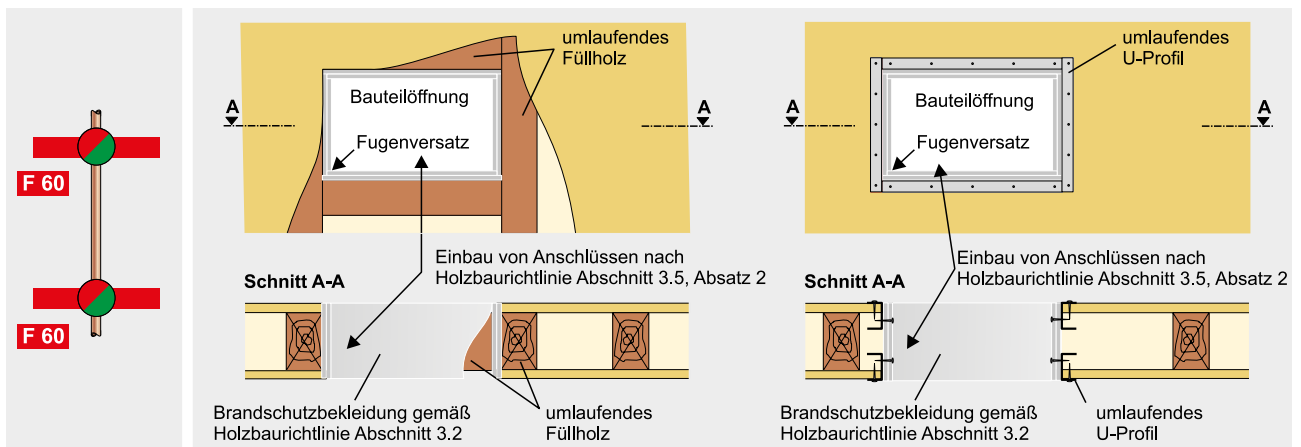 F 60
F 60
umlaufendes
Füllholz
Bauteilöffnung
A
A
Fugenversatz
Einbau von Anschlüssen nach
Holzbaurichtlinie Abschnitt 3.5, Absatz 2
Schnitt A-A
Brandschutzbekleidung gemäß
Holzbaurichtlinie Abschnitt 3.2
umlaufendes
Füllholz
umlaufendes
U-Profil
Bauteilöffnung
A
A
Fugenversatz
Einbau von Anschlüssen nach
Holzbaurichtlinie Abschnitt 3.5, Absatz 2
Schnitt A-A
Brandschutzbekleidung gemäß
Holzbaurichtlinie Abschnitt 3.2
umlaufendes
U-Profil